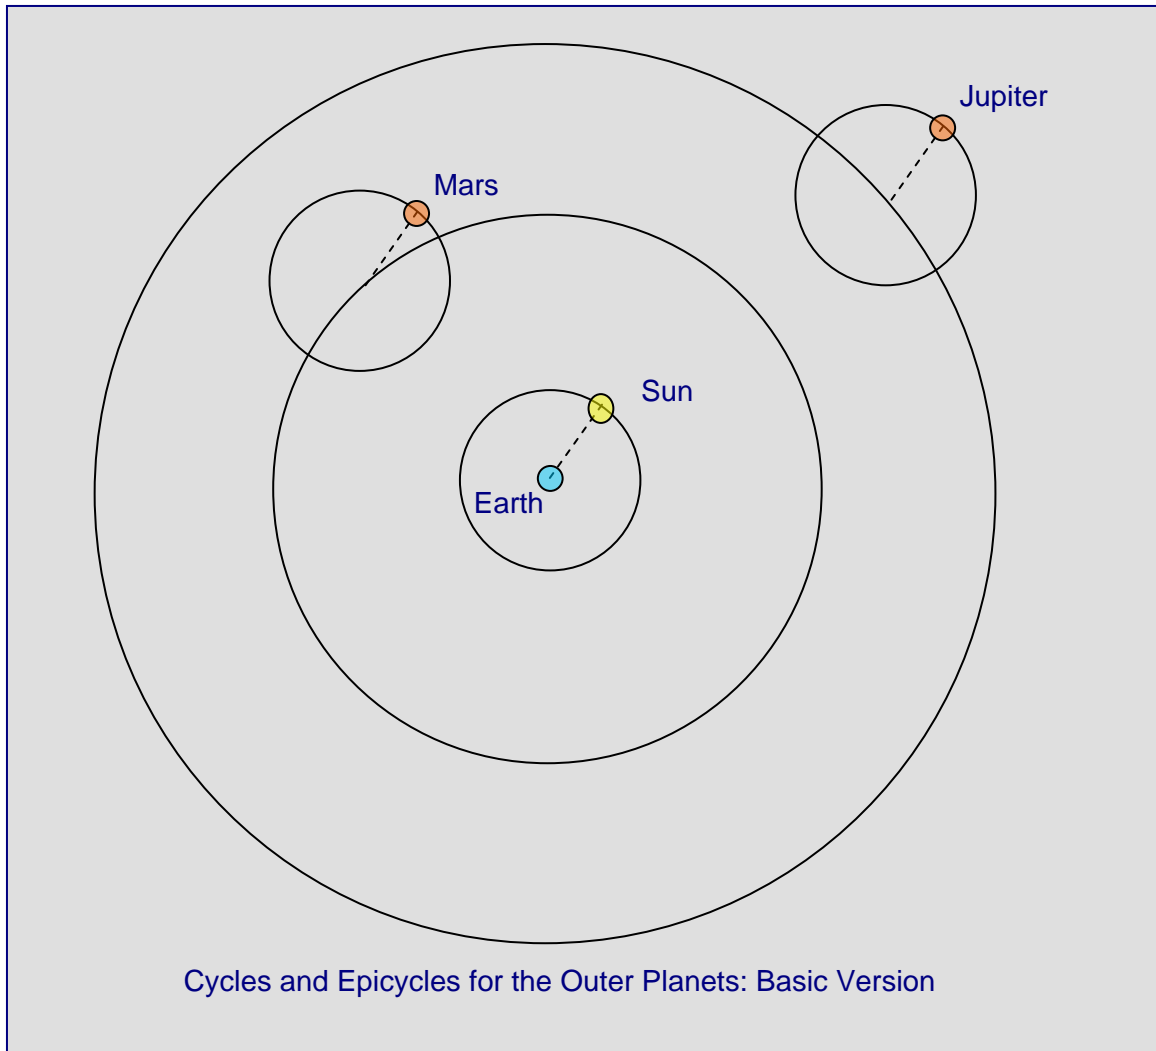 Jupiter
Mars
Sun
Earth
Cycles and Epicycles for the Outer Planets: Basic Version